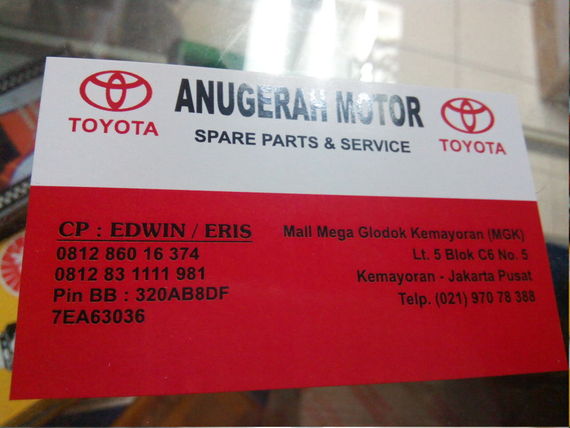 ANUGERAH MOTOR
TOYOTA
SPARE PARTS & SERVICE
TOYOTA
CP : EDWIN / ERIS
0812 860 16 374
0812 83 1111 981
Pin BB : 320AB8DF
7EA63036
Mall Mega Glodok Kemayoran (MGK)
Lt. 5 Blok C6 No. 5
Kemayoran - Jakarta Pusat
Telp. (021) 970 78 388